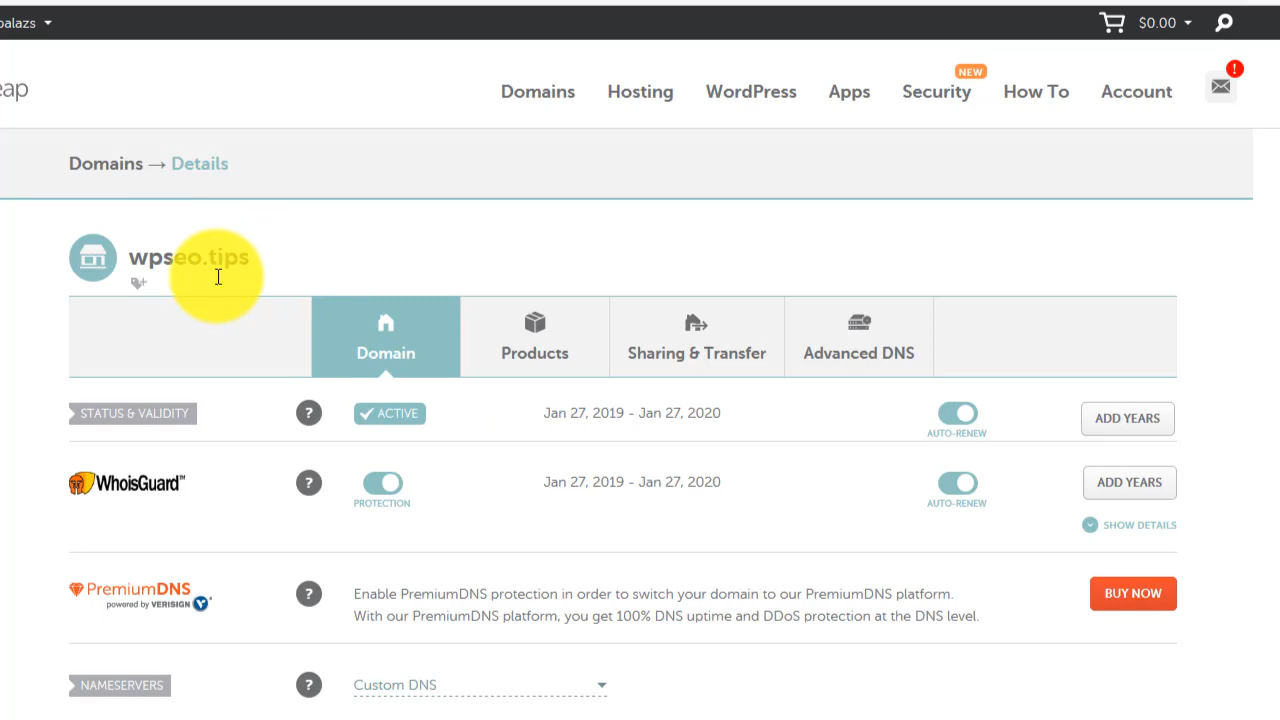 balazs
$0.00
eap
Domains
Hosting
WordPress
Apps
NEW
Security
How To
Account
!
Domains → Details
wpseo.tips
Domain
Products
Sharing & Transfer
Advanced DNS
STATUS & VALIDITY
?
ACTIVE
Jan 27, 2019 - Jan 27, 2020
AUTO-RENEW
ADD YEARS
WhoisGuard™
?
PROTECTION
Jan 27, 2019 - Jan 27, 2020
AUTO-RENEW
ADD YEARS
SHOW DETAILS
PremiumDNS
powered by VERISIGN
?
Enable PremiumDNS protection in order to switch your domain to our PremiumDNS platform.
With our PremiumDNS platform, you get 100% DNS uptime and DDoS protection at the DNS level.
BUY NOW
NAMESERVERS
?
Custom DNS